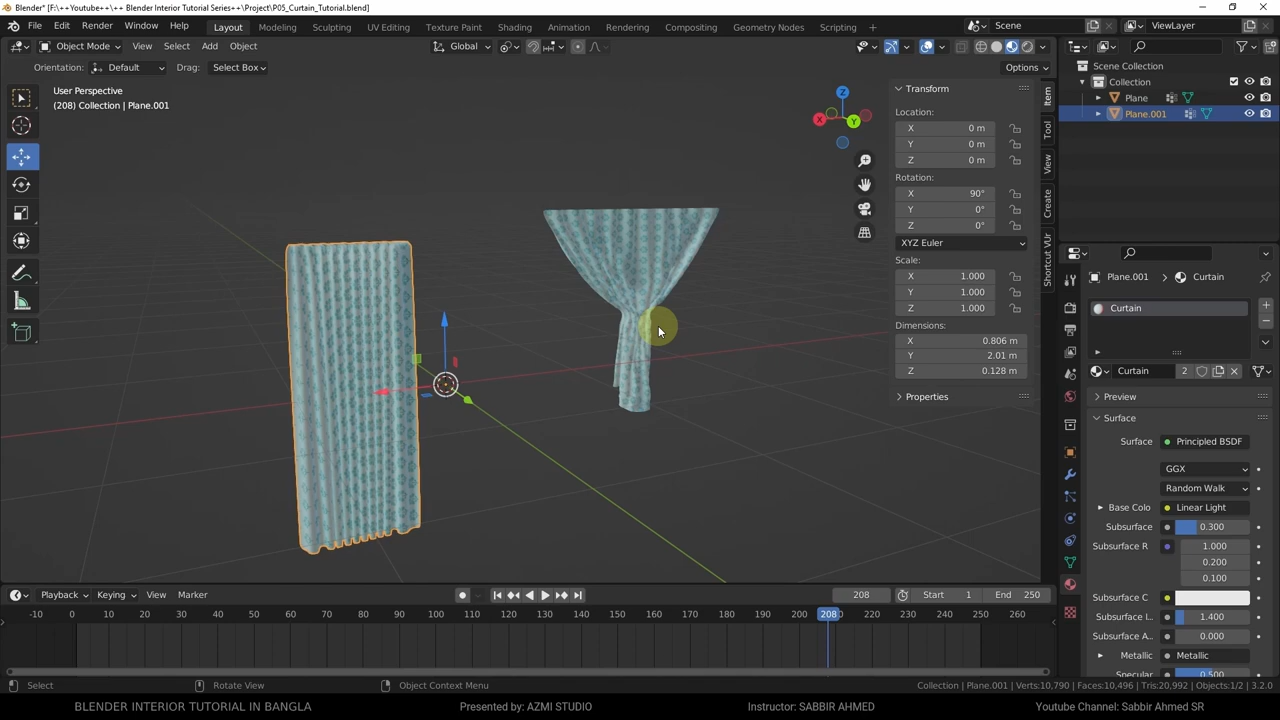 Blender* [F:\++Youtube++\++ Blender Interior Tutorial Series++\Project\P05_Curtain_Tutorial.blend]
File Edit Render Window Help Layout Modeling Sculpting UV Editing Texture Paint Shading Animation Rendering Compositing Geometry Nodes Scripting Scene ViewLayer
Object Mode View Select Add Object Global
Orientation: Default Drag: Select Box Options
User Perspective
(208) Collection | Plane.001
Z
X
Y
Transform
Location:
X 0 m
Y 0 m
Z 0 m
Rotation:
X 90°
Y 0°
Z 0°
XYZ Euler
Scale:
X 1.000
Y 1.000
Z 1.000
Dimensions:
X 0.806 m
Y 2.01 m
Z 0.128 m
Properties
Item
Tool
View
Create
Shortcut VUr
Scene Collection
Collection
Plane
Plane.001
Plane.001 Curtain
Curtain
Curtain 2
Preview
Surface
Surface Principled BSDF
GGX
Random Walk
Base Colo Linear Light
Subsurface 0.300
Subsurface R 1.000
0.200
0.100
Subsurface C
Subsurface I... 1.400
Subsurface A... 0.000
Metallic Metallic
Specular 0.500
Playback Keying View Marker 208 Start 1 End 250
-10 0 10 20 30 40 50 60 70 80 90 100 110 120 130 140 150 160 170 180 190 200 208 220 230 240 250 260
Select Rotate View Object Context Menu Collection | Plane.001 | Verts:10,790 | Faces:10,496 | Tris:20,992 | Objects:1/2 | 3.2.0
BLENDER INTERIOR TUTORIAL IN BANGLA Presented by: AZMI STUDIO Instructor: SABBIR AHMED Youtube Channel: Sabbir Ahmed SR